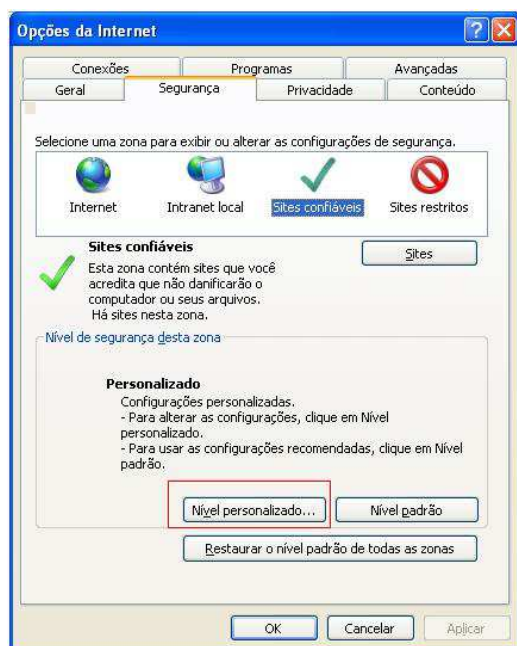 Opções da Internet
Conexões Programas Avançadas
Geral Segurança Privacidade Conteúdo
Selecione uma zona para exibir ou alterar as configurações de segurança.
Internet Intranet local Sites confiáveis Sites restritos
Sites confiáveis
Sites
Esta zona contém sites que você
acredita que não danificarão o
computador ou seus arquivos.
Há sites nesta zona.
Nível de segurança desta zona
Personalizado
Configurações personalizadas.
- Para alterar as configurações, clique em Nível
personalizado.
- Para usar as configurações recomendadas, clique em Nível
padrão.
Nível personalizado... Nível padrão
Restaurar o nível padrão de todas as zonas
OK Cancelar Aplicar